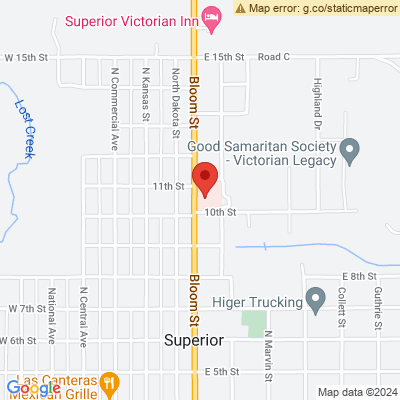 Map error: g.co/staticmaperror
Superior Victorian Inn
W 15th St
E 15th St
Road C
N Commercial Ave
N Kansas St
North Dakota St
Bloom St
Highland Dr
Lost Creek
Good Samaritan Society
- Victorian Legacy
11th St
10th St
E 8th St
Bloom St
National Ave
N Central Ave
W 7th St
Higer Trucking
Collett St
Guthrie St
W 6th St
Superior
N Marvin St
E 5th St
Las Canteras
Mexican Grille
Google
Map data ©2024